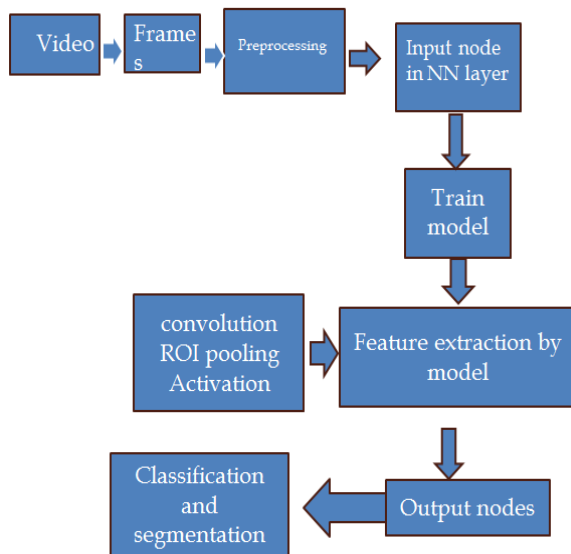 Video
Frame
s
Preprocessing
Input node
in NN layer
Train
model
convolution
ROI pooling
Activation
Feature extraction by
model
Classification
and
segmentation
Output nodes